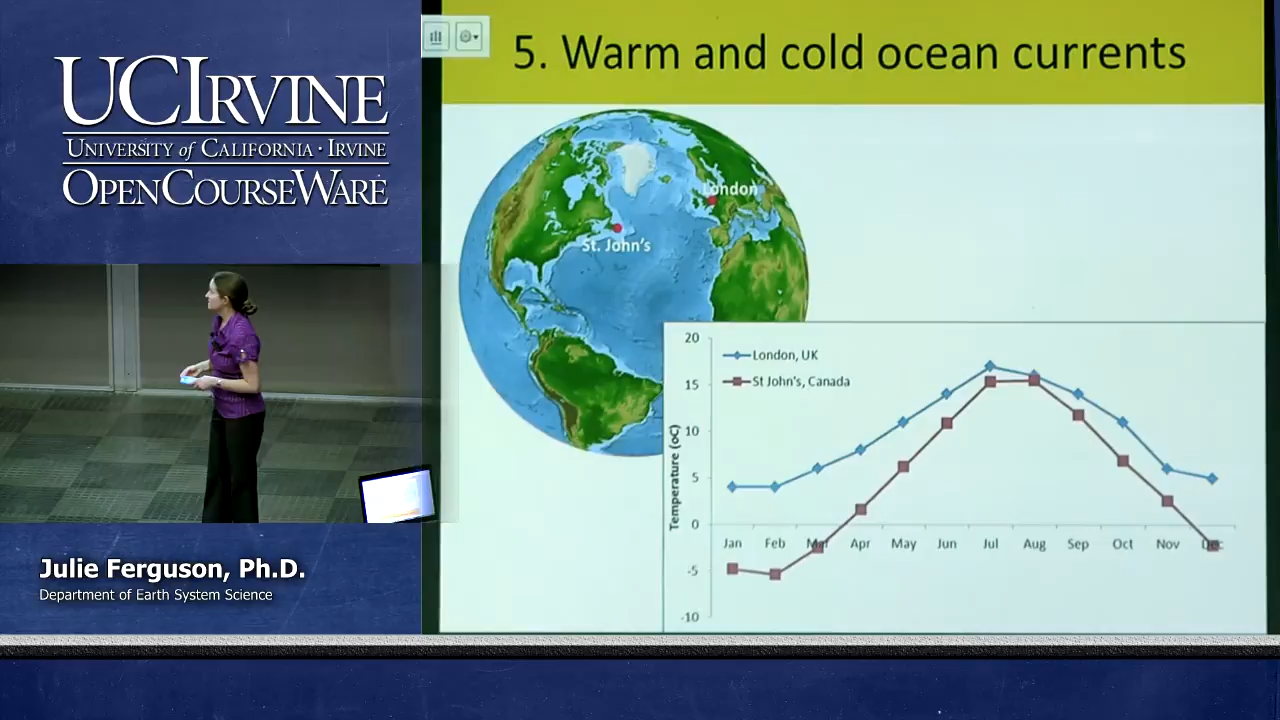 UCIRVINE
UNIVERSITY of CALIFORNIA · IRVINE
OPENCOURSEWARE
5. Warm and cold ocean currents
London
St. John's
London, UK
St John's, Canada
Temperature (oC)
20
15
10
5
0
-5
-10
Jan Feb Mar Apr May Jun Jul Aug Sep Oct Nov Dec
Julie Ferguson, Ph.D.
Department of Earth System Science